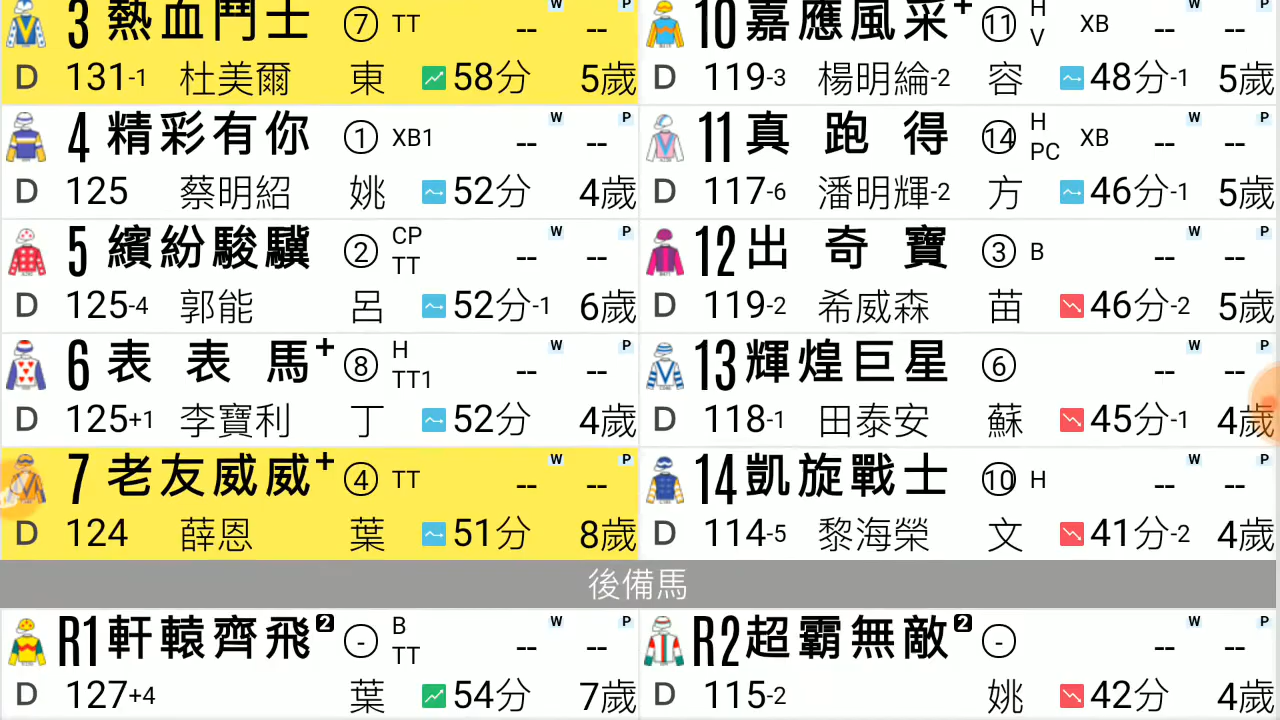 3 熱血鬥士 ⑦ TT W -- P --
D 131-1 杜美爾 東 58分 5歲
4 精彩有你 ① XB1 W -- P --
D 125 蔡明紹 姚 52分 4歲
5 繽紛駿驥 ② CP TT W -- P --
D 125-4 郭能 呂 52分-1 6歲
6 表表馬+ ⑧ H TT1 W -- P --
D 125+1 李寶利 丁 52分 4歲
7 老友威威+ ④ TT W -- P --
D 124 薛恩 葉 51分 8歲
10 嘉應風采+ ⑪ H V XB W -- P --
D 119-3 楊明綸-2 容 48分-1 5歲
11 真跑得 ⑭ H PC XB W -- P --
D 117-6 潘明輝-2 方 46分-1 5歲
12 出奇寶 ③ B W -- P --
D 119-2 希威森 苗 46分-2 5歲
13 輝煌巨星 ⑥ W -- P --
D 118-1 田泰安 蘇 45分-1 4歲
14 凱旋戰士 ⑩ H W -- P --
D 114-5 黎海榮 文 41分-2 4歲
後備馬
R1 軒轅齊飛 2 - B TT W -- P --
D 127+4 葉 54分 7歲
R2 超霸無敵 2 - W -- P --
D 115-2 姚 42分 4歲